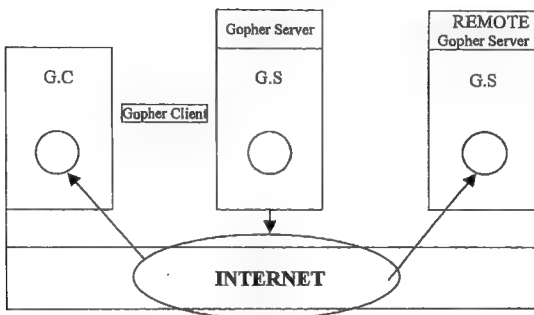 Gopher Server
REMOTE
Gopher Server
G.C
G.S
G.S
Gopher Client
INTERNET